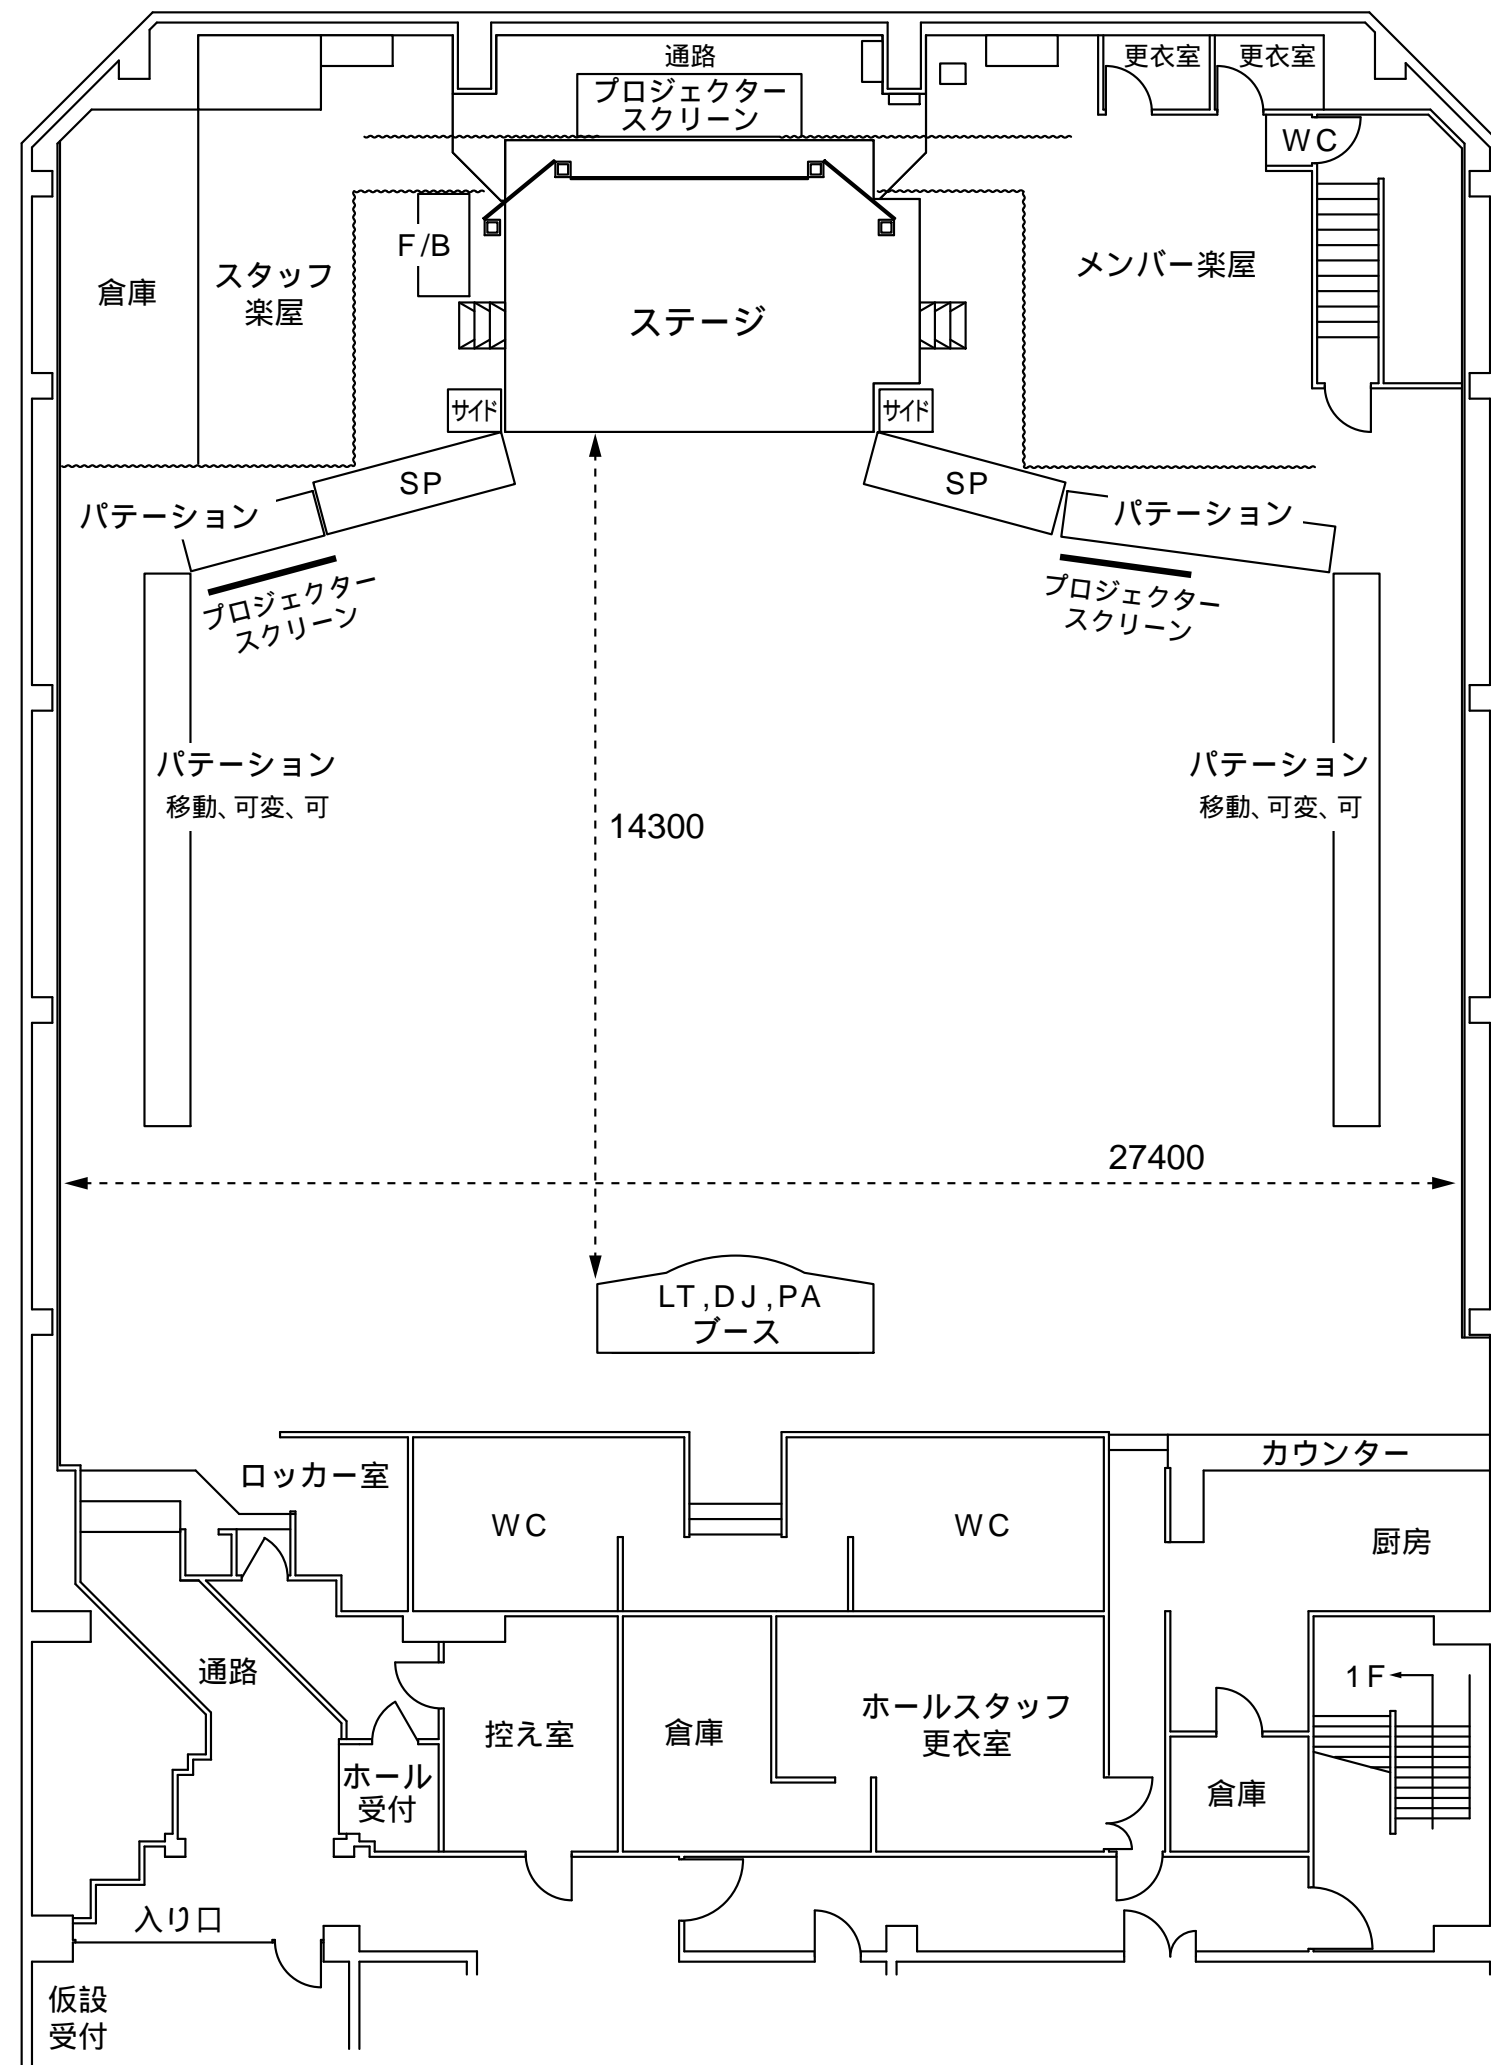 通路
更衣室
更衣室
プロジェクター
スクリーン
WC
F/B
メンバー楽屋
倉庫
スタッフ
楽屋
ステージ
サイド
サイド
SP
SP
パテーション
パテーション
プロジェクター
スクリーン
プロジェクター
スクリーン
パテーション
移動、可変、可
パテーション
移動、可変、可
14300
27400
LT,DJ,PA
ブース
カウンター
ロッカー室
WC
WC
厨房
通路
1F
控え室
倉庫
ホールスタッフ
更衣室
ホール
受付
倉庫
入り口
仮設
受付